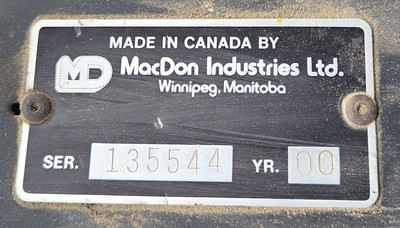 MADE IN CANADA BY
MD MacDon Industries Ltd.
Winnipeg, Manitoba
SER. 135544 YR. 00